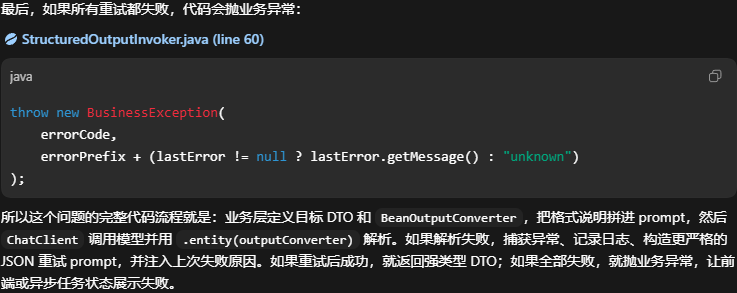 最后，如果所有重试都失败，代码会抛业务异常：
StructuredOutputInvoker.java (line 60)
java
throw new BusinessException(
    errorCode,
    errorPrefix + (lastError != null ? lastError.getMessage() : "unknown")
);
所以这个问题的完整代码流程就是：业务层定义目标 DTO 和 BeanOutputConverter，把格式说明拼进 prompt，然后
ChatClient 调用模型并用 .entity(outputConverter) 解析。如果解析失败，捕获异常、记录日志、构造更严格的
JSON 重试 prompt，并注入上次失败原因。如果重试后成功，就返回强类型 DTO；如果全部失败，就抛业务异常，让前
端或异步任务状态展示失败。